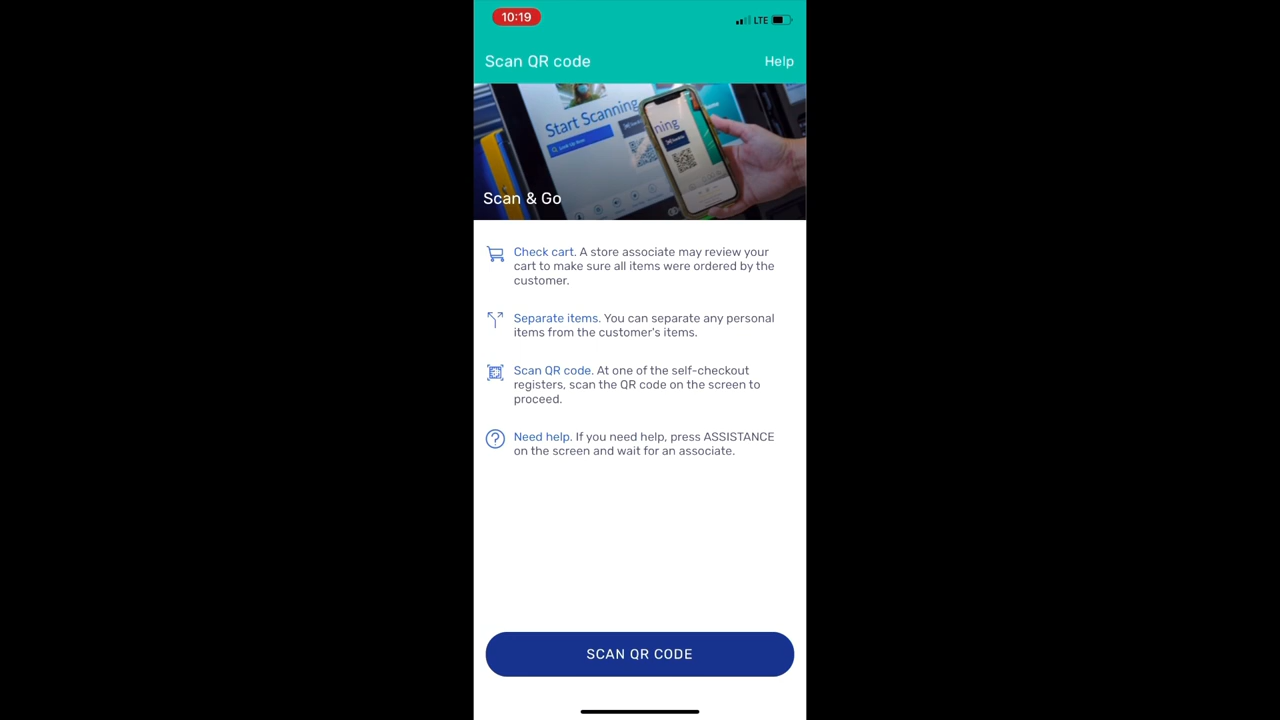 10:19
LTE
Scan QR code
Help
Start Scanning
Scan & Go
Check cart. A store associate may review your
cart to make sure all items were ordered by the
customer.
Separate items. You can separate any personal
items from the customer's items.
Scan QR code. At one of the self-checkout
registers, scan the QR code on the screen to
proceed.
Need help. If you need help, press ASSISTANCE
on the screen and wait for an associate.
SCAN QR CODE